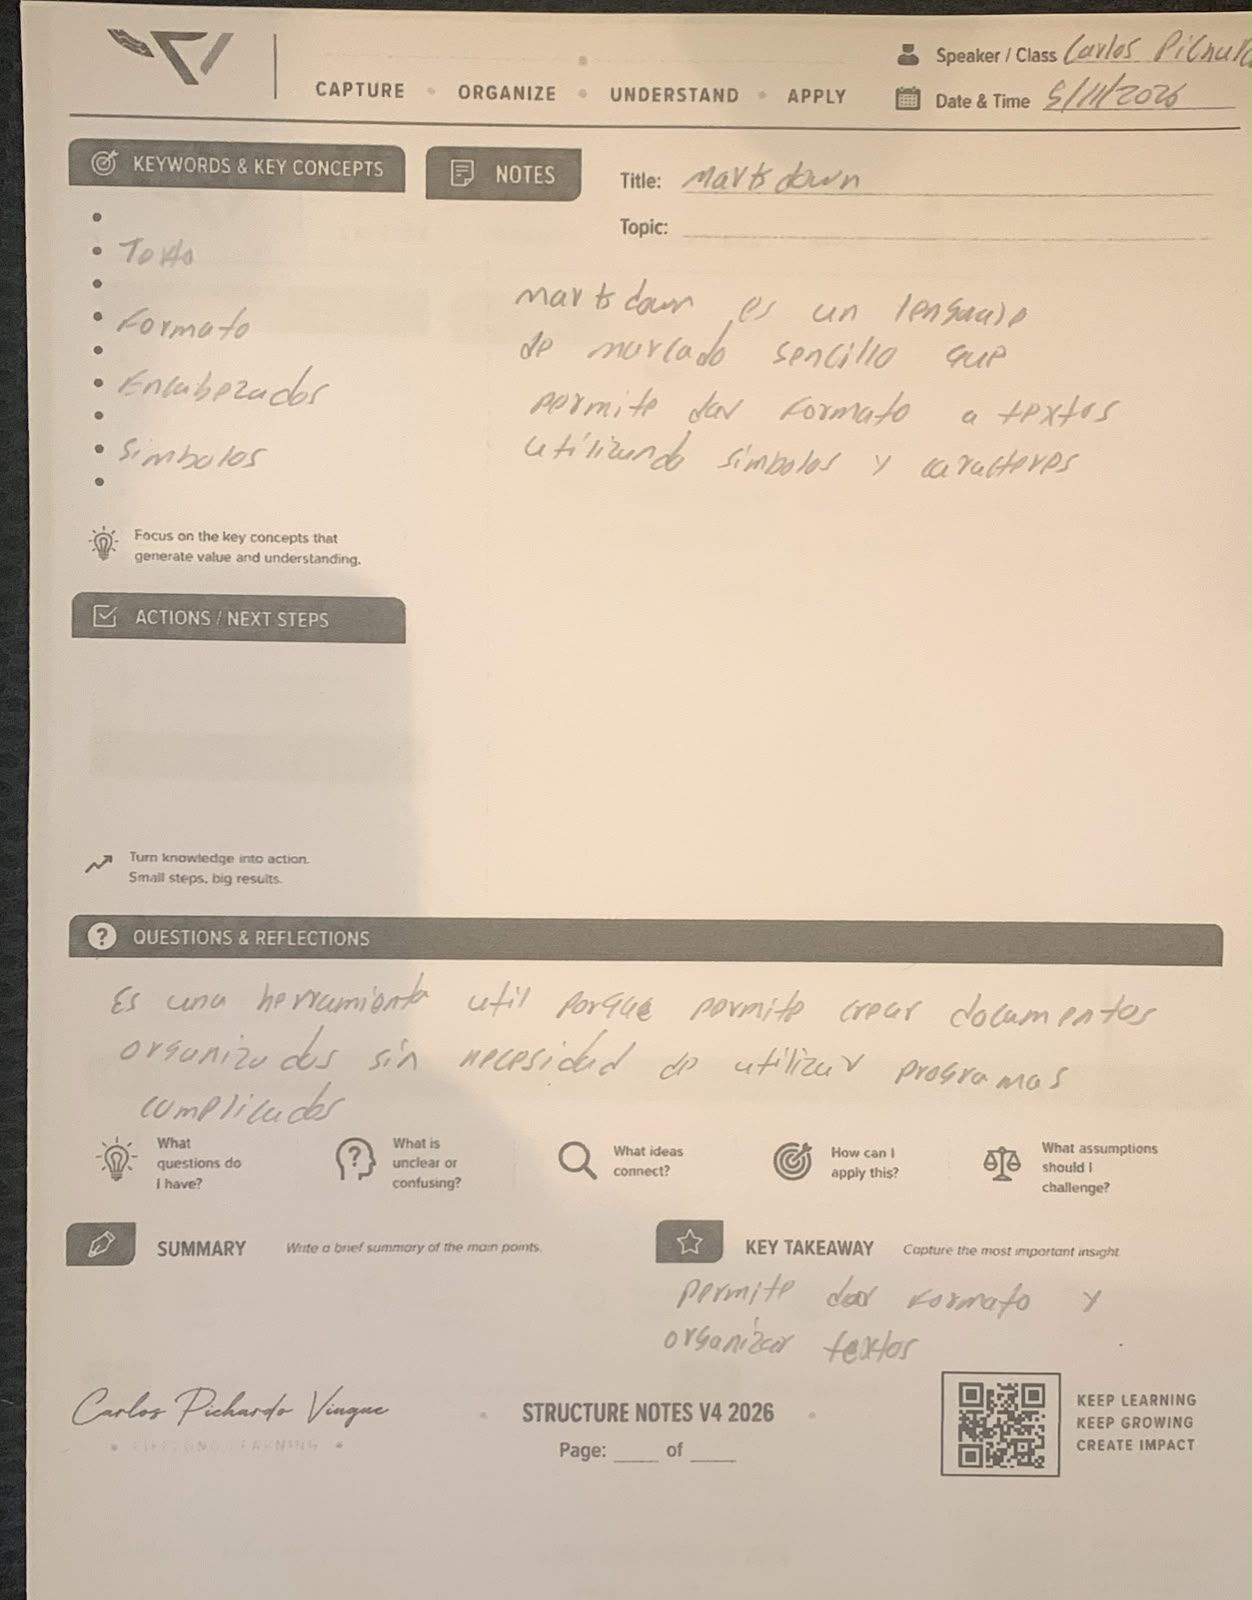 Speaker / Class Carlos
CAPTURE • ORGANIZE • UNDERSTAND • APPLY
Date & Time 5/11/2026
KEYWORDS & KEY CONCEPTS
NOTES
Title: Markdown
Topic:
• Texto
• Formato
• Encabezados
• Simbolos
Markdown es un lenguaje
de marcado sencillo que
permite dar formato a textos
utilizando simbolos y caracteres
Focus on the key concepts that
generate value and understanding.
ACTIONS / NEXT STEPS
Turn knowledge into action.
Small steps, big results.
QUESTIONS & REFLECTIONS
Es una herramienta util porque permite crear documentos
organizados sin necesidad de utilizar programas
complicados
What
questions do
I have?
What is
unclear or
confusing?
What ideas
connect?
How can I
apply this?
What assumptions
should I
challenge?
SUMMARY Write a brief summary of the main points.
KEY TAKEAWAY Capture the most important insight
permite dar formato y
organizar textos
Carlos Pichardo Viuque
STRUCTURE NOTES V4 2026
Page: ____ of ____
KEEP LEARNING
KEEP GROWING
CREATE IMPACT